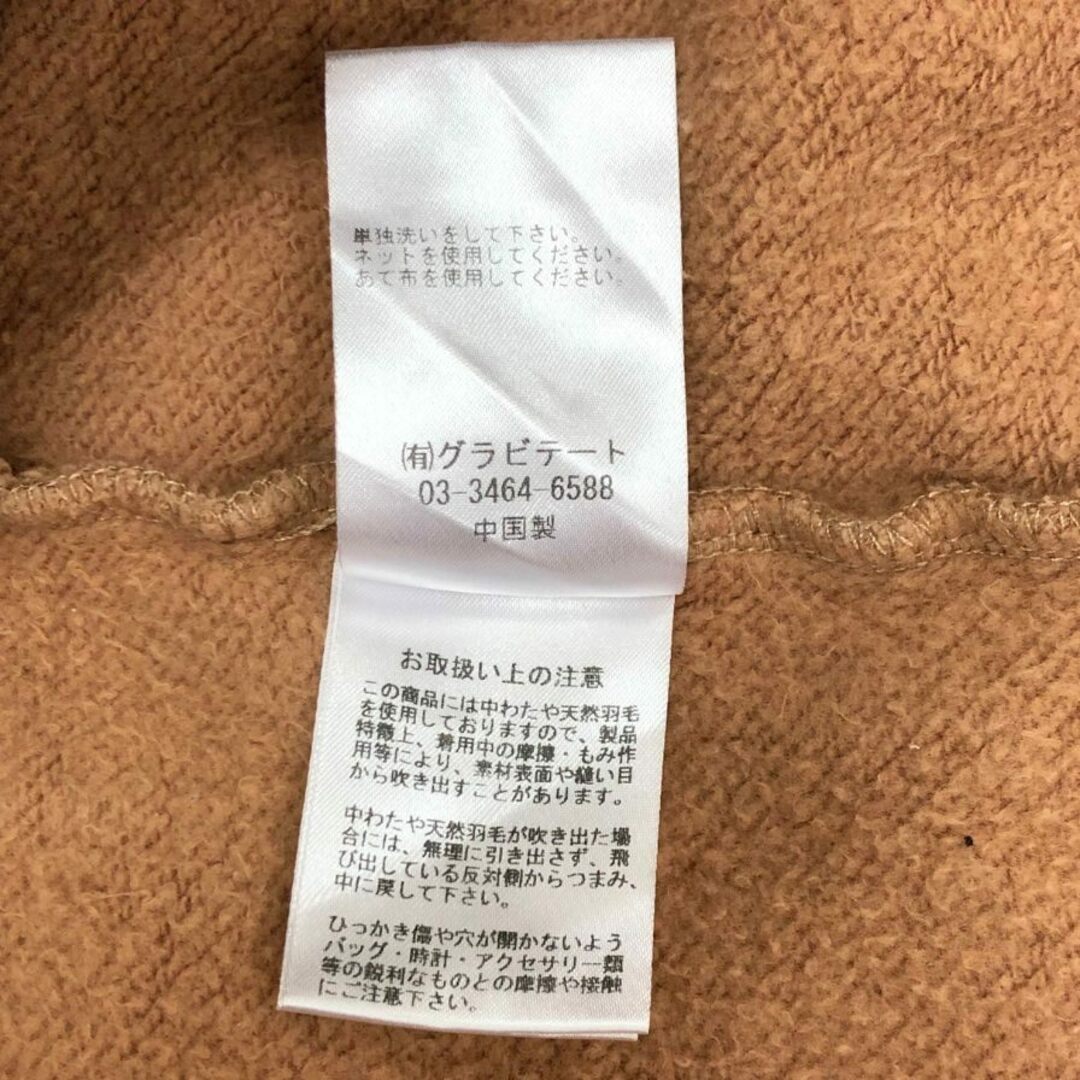 単独洗いをして下さい。
ネットを使用してください。
あて布を使用してください。
㈲グラビテート
03-3464-6588
中国製
お取扱い上の注意
この商品には中わたや天然羽毛
を使用しておりますので、製品
特徴上、着用中の摩擦・もみ作
用等により、素材表面や縫い目
から吹き出すことがあります。
中わたや天然羽毛が吹き出た場
合には、無理に引き出さず、飛
び出している反対側からつまみ、
中に戻して下さい。
ひっかき傷や穴が開かないよう
バッグ・時計・アクセサリー類
等の鋭利なものとの摩擦や接触
にご注意下さい。